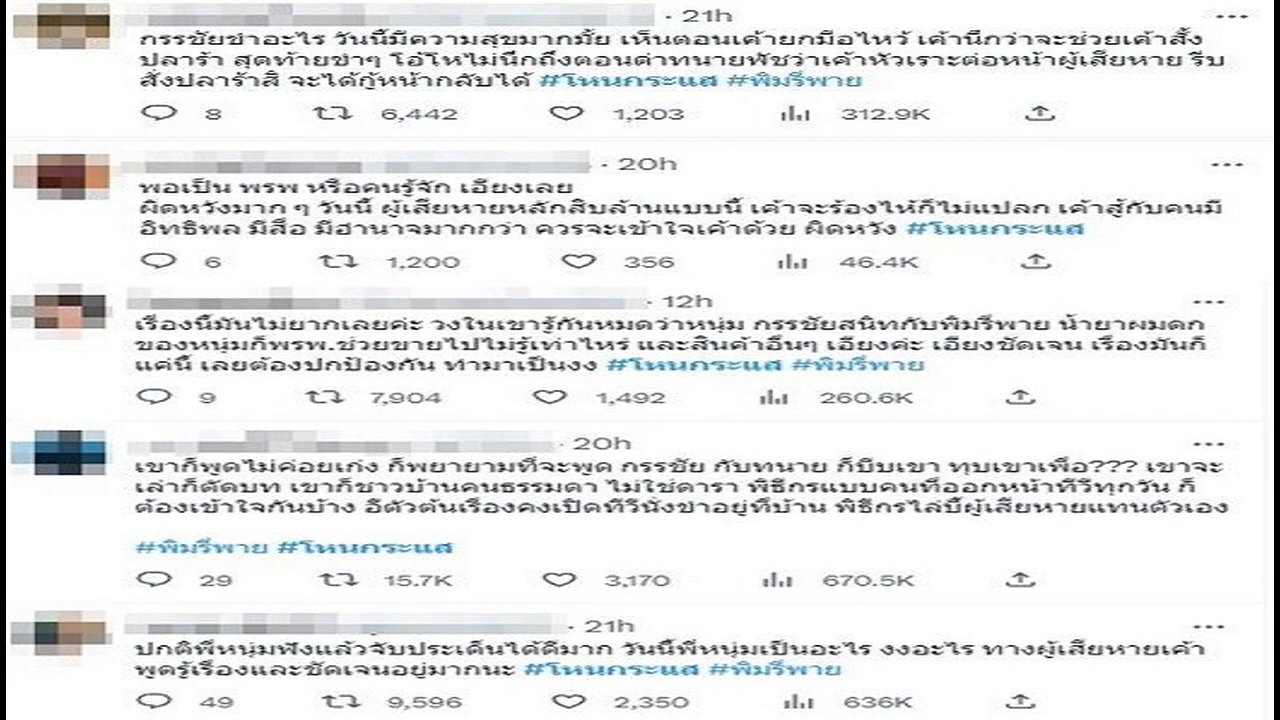 · 21h
กรรชัยขำอะไร วันนี้มีความสุขมากมั้ย เห็นตอนเค้ายกมือไหว้ เค้านึกว่าจะช่วยเค้าสั่ง
ปลาร้า สุดท้ายขำๆ โอ้โหไม่นึกถึงตอนด่าทนายพัชว่าเค้าหัวเราะต่อหน้าผู้เสียหาย รีบ
สั่งปลาร้าสิ จะได้กู้หน้ากลับได้ #โหนกระแส #พิมรี่พาย
8 6,442 1,203 312.9K
· 20h
พอเป็น พรพ หรือคนรู้จัก เอียงเลย
ผิดหวังมาก ๆ วันนี้ ผู้เสียหายหลักสิบล้านแบบนี้ เค้าจะร้องไห้ก็ไม่แปลก เค้าสู้กับคนมี
อิทธิพล มีสื่อ มีอำนาจมากกว่า ควรจะเข้าใจเค้าด้วย ผิดหวัง #โหนกระแส
6 1,200 356 46.4K
· 12h
เรื่องนี้มันไม่ยากเลยค่ะ วงในเขารู้กันหมดว่าหนุ่ม กรรชัยสนิทกับพิมรี่พาย น้ำยาผมดก
ของหนุ่มก็พรพ.ช่วยขายไปไม่รู้เท่าไหร่ และสินค้าอื่นๆ เอียงค่ะ เอียงชัดเจน เรื่องมันก็
แค่นี้ เลยต้องปกป้องกัน ทำมาเป็นงง #โหนกระแส #พิมรี่พาย
9 7,904 1,492 260.6K
· 20h
เขาก็พูดไม่ค่อยเก่ง ก็พยายามที่จะพูด กรรชัย กับทนาย ก็บีบเขา ทุบเขาเพื่อ??? เขาจะ
เล่าก็ตัดบท เขาก็ชาวบ้านคนธรรมดา ไม่ใช่ดารา พิธีกรแบบคนที่ออกหน้าทีวีทุกวัน ก็
ต้องเข้าใจกันบ้าง อีตัวต้นเรื่องคงเปิดทีวีนั่งขำอยู่ที่บ้าน พิธีกรไล่บี้ผู้เสียหายแทนตัวเอง
#พิมรี่พาย #โหนกระแส
29 15.7K 3,170 670.5K
· 21h
ปกติพี่หนุ่มฟังแล้วจับประเด็นได้ดีมาก วันนี้พี่หนุ่มเป็นอะไร งงอะไร ทางผู้เสียหายเค้า
พูดรู้เรื่องและชัดเจนอยู่มากนะ #โหนกระแส #พิมรี่พาย
49 9,596 2,350 636K